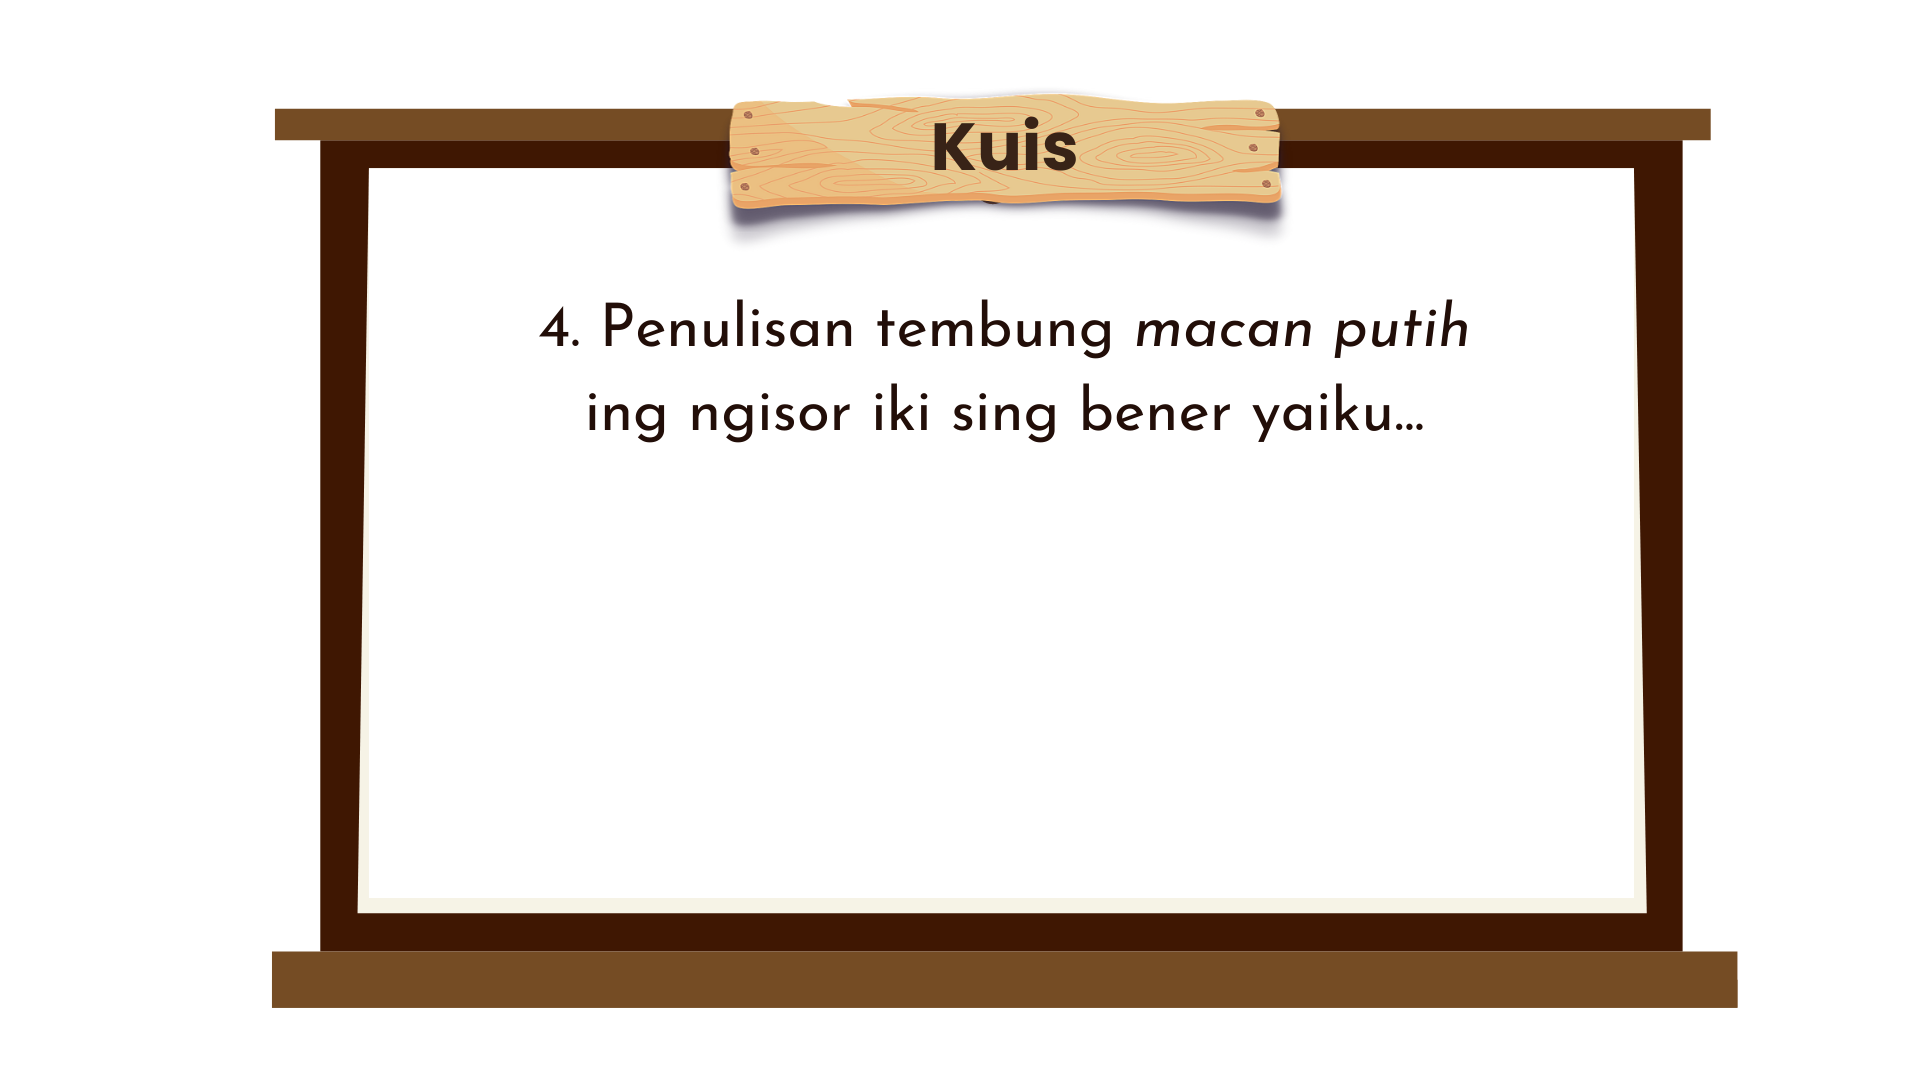 Kuis
4. Penulisan tembung macan putih
ing ngisor iki sing bener yaiku...